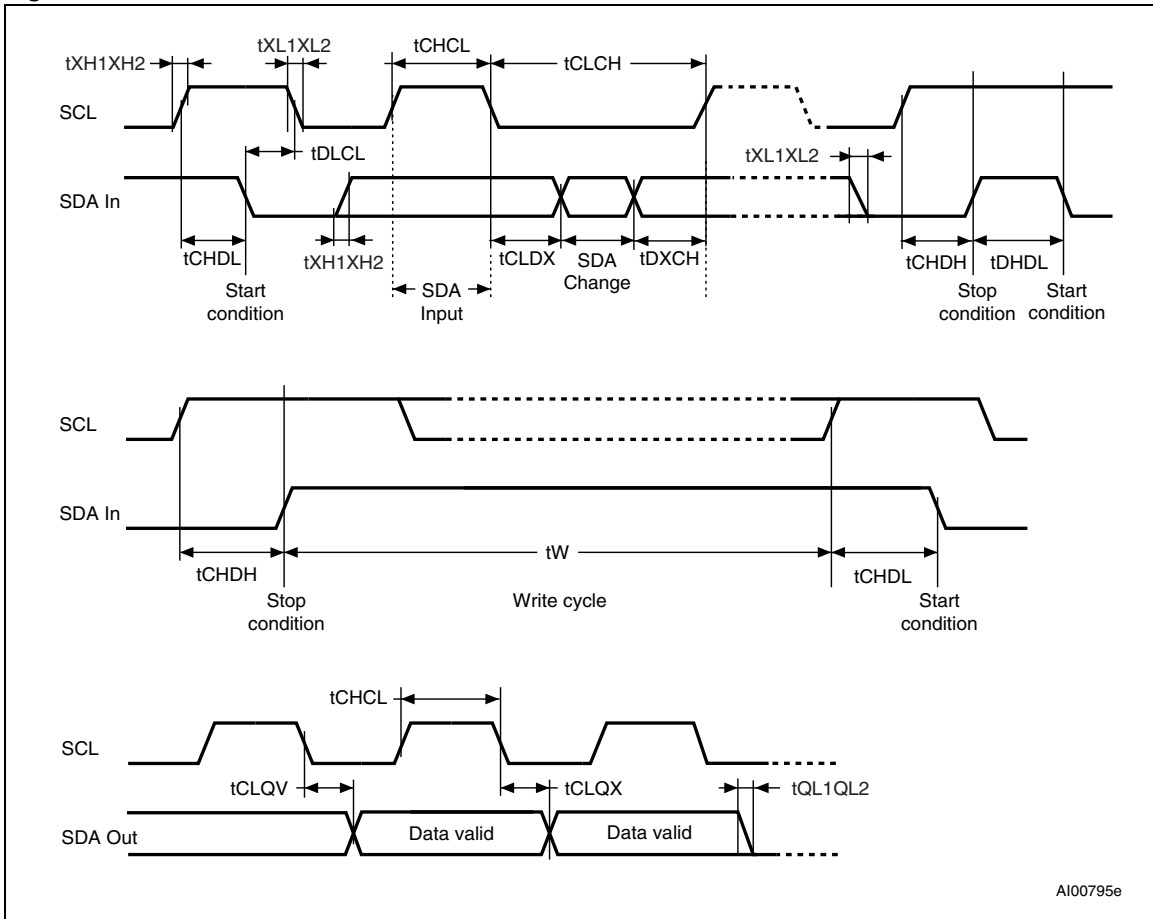 tXH1XH2
tXL1XL2
tCHCL
tCLCH
SCL
tDLCL
tXL1XL2
SDA In
tCHDL
tXH1XH2
tCLDX
SDA
Change
tDXCH
tCHDH
tDHDL
Start
condition
SDA
Input
Stop
condition
Start
condition
SCL
SDA In
tCHDH
tW
tCHDL
Stop
condition
Write cycle
Start
condition
tCHCL
SCL
tCLQV
tCLQX
tQL1QL2
SDA Out
Data valid
Data valid
AI00795e